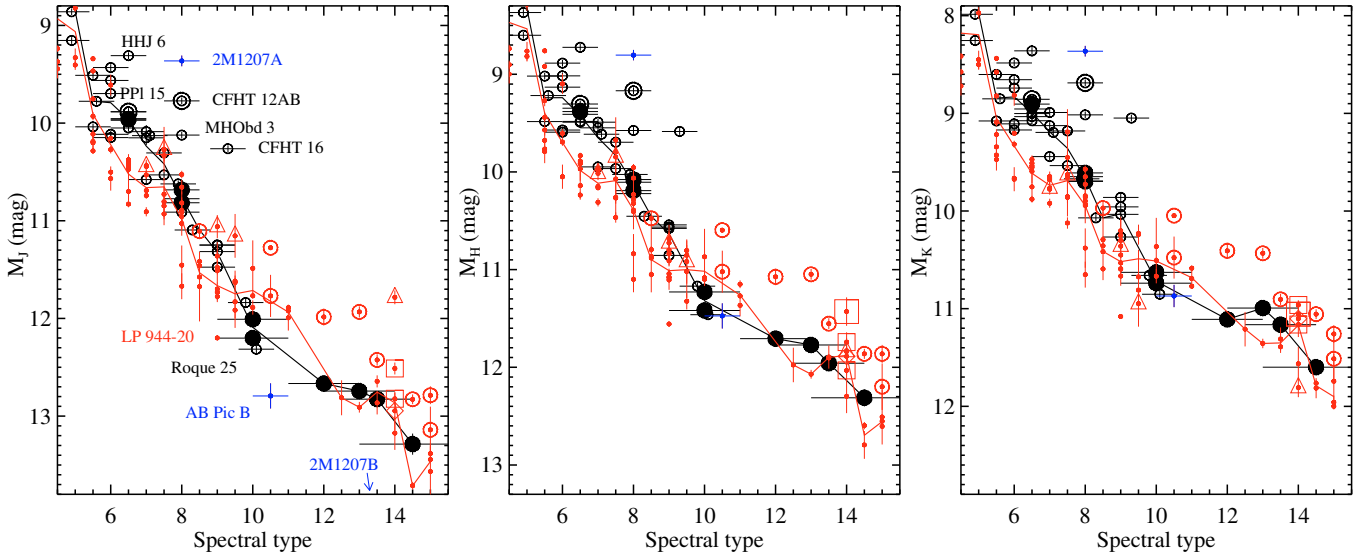 9
10
11
12
13
M_J (mag)
HHJ 6
2M1207A
PPl 15
CFHT 12AB
MHObd 3
CFHT 16
LP 944-20
Roque 25
AB Pic B
2M1207B
6 8 10 12 14
Spectral type
9
10
11
12
13
M_H (mag)
6 8 10 12 14
Spectral type
8
9
10
11
12
M_K (mag)
6 8 10 12 14
Spectral type